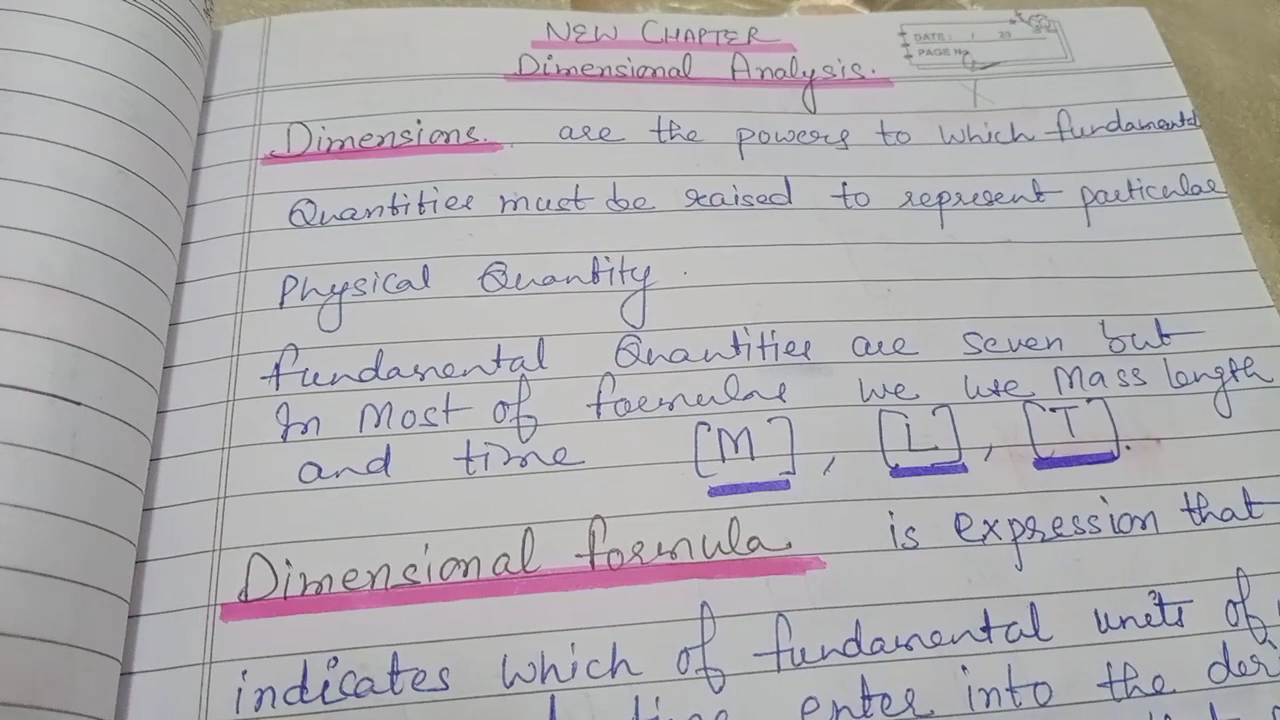 NEW CHAPTER
Dimensional Analysis.
DATE: / 20
PAGE No.
Dimensions. are the powers to which fundamental
Quantities must be raised to represent particular
Physical Quantity.
fundamental Quantities are seven but
In Most of formulae we use Mass length
and time [M], [L], [T].
Dimensional formula is expression that
indicates which of fundamental units of
enter into the